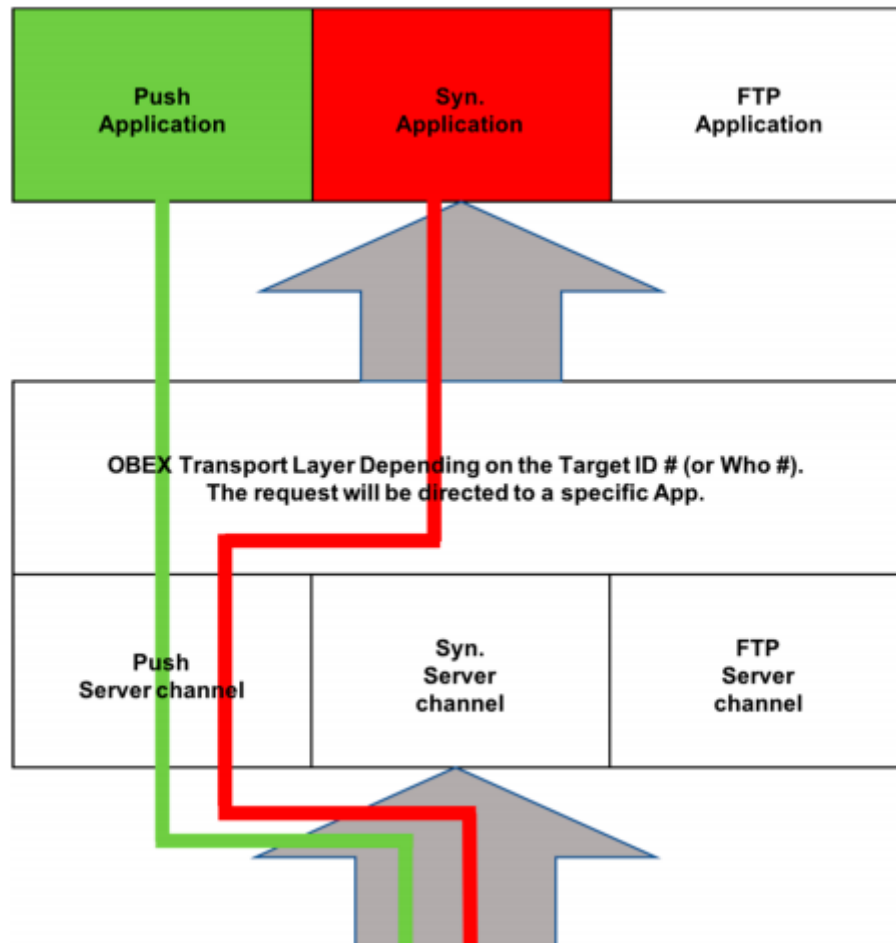 Push
Application
Syn.
Application
FTP
Application
OBEX Transport Layer Depending on the Target ID # (or Who #).
The request will be directed to a specific App.
Push
Server channel
Syn.
Server
channel
FTP
Server
channel